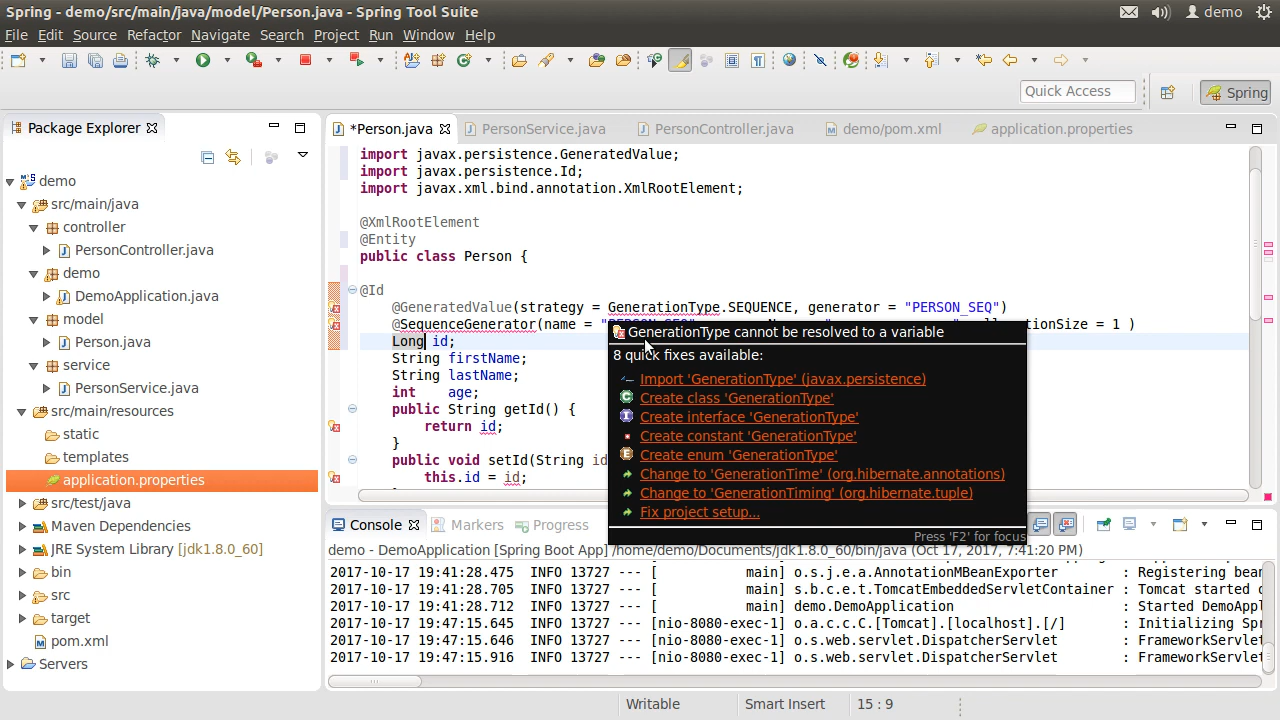 Spring - demo/src/main/java/model/Person.java - Spring Tool Suite
demo
File Edit Source Refactor Navigate Search Project Run Window Help
Quick Access
Spring
Package Explorer
demo
src/main/java
controller
PersonController.java
demo
DemoApplication.java
model
Person.java
service
PersonService.java
src/main/resources
static
templates
application.properties
src/test/java
Maven Dependencies
JRE System Library [jdk1.8.0_60]
bin
src
target
pom.xml
Servers
*Person.java PersonService.java PersonController.java demo/pom.xml application.properties
import javax.persistence.GeneratedValue;
import javax.persistence.Id;
import javax.xml.bind.annotation.XmlRootElement;
@XmlRootElement
@Entity
public class Person {
@Id
@GeneratedValue(strategy = GenerationType.SEQUENCE, generator = "PERSON_SEQ")
@SequenceGenerator(name = ionSize = 1 )
Long id;
String firstName;
String lastName;
int age;
public String getId() {
return id;
}
public void setId(String id
this.id = id;
GenerationType cannot be resolved to a variable
8 quick fixes available:
Import 'GenerationType' (javax.persistence)
Create class 'GenerationType'
Create interface 'GenerationType'
Create constant 'GenerationType'
Create enum 'GenerationType'
Change to 'GenerationTime' (org.hibernate.annotations)
Change to 'GenerationTiming' (org.hibernate.tuple)
Fix project setup...
Press 'F2' for focus
Console Markers Progress
demo - DemoApplication [Spring Boot App] /home/demo/Documents/jdk1.8.0_60/bin/java (Oct 17, 2017, 7:41:20 PM)
2017-10-17 19:41:28.475 INFO 13727 --- [ main] o.s.j.e.a.AnnotationMBeanExporter : Registering bean
2017-10-17 19:41:28.705 INFO 13727 --- [ main] s.b.c.e.t.TomcatEmbeddedServletContainer : Tomcat started o
2017-10-17 19:41:28.712 INFO 13727 --- [ main] demo.DemoApplication : Started DemoAppl
2017-10-17 19:47:15.645 INFO 13727 --- [nio-8080-exec-1] o.a.c.c.C.[Tomcat].[localhost].[/] : Initializing Spr
2017-10-17 19:47:15.646 INFO 13727 --- [nio-8080-exec-1] o.s.web.servlet.DispatcherServlet : FrameworkServlet
2017-10-17 19:47:15.916 INFO 13727 --- [nio-8080-exec-1] o.s.web.servlet.DispatcherServlet : FrameworkServlet
Writable Smart Insert 15 : 9